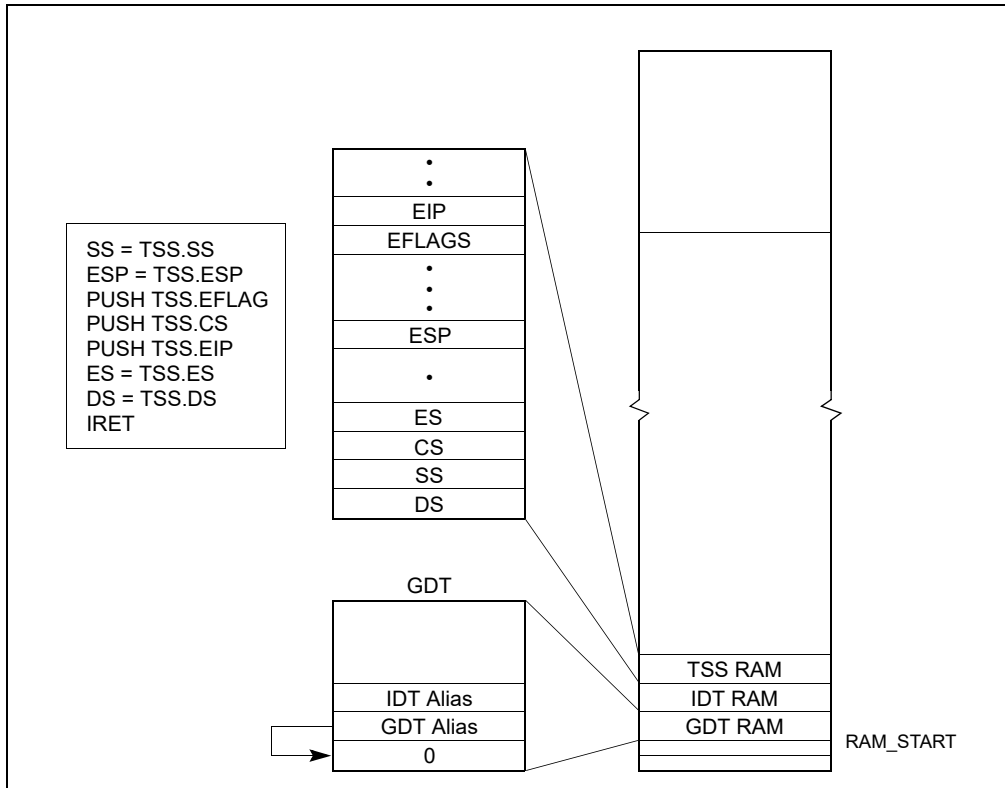 SS = TSS.SS
ESP = TSS.ESP
PUSH TSS.EFLAG
PUSH TSS.CS
PUSH TSS.EIP
ES = TSS.ES
DS = TSS.DS
IRET
EIP
EFLAGS
ESP
ES
CS
SS
DS
GDT
IDT Alias
GDT Alias
0
TSS RAM
IDT RAM
GDT RAM
RAM_START